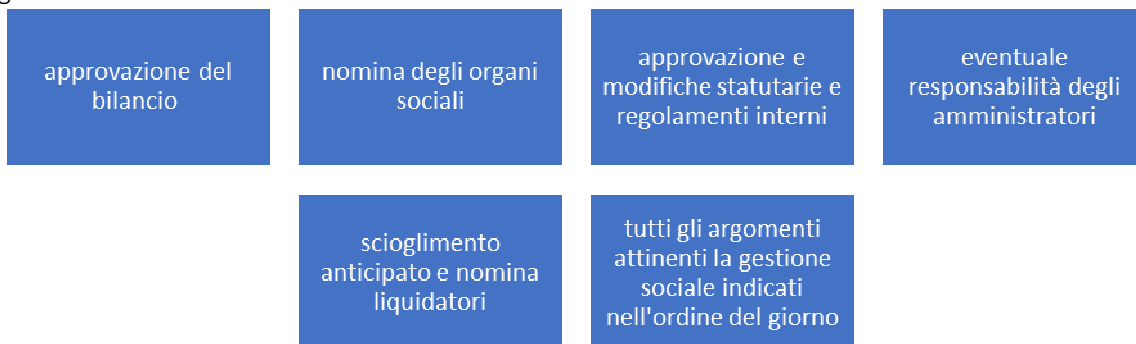 approvazione del
bilancio
nomina degli organi
sociali
approvazione e
modifiche statutarie e
regolamenti interni
eventuale
responsabilità degli
amministratori
scioglimento
anticipato e nomina
liquidatori
tutti gli argomenti
attinenti la gestione
sociale indicati
nell'ordine del giorno